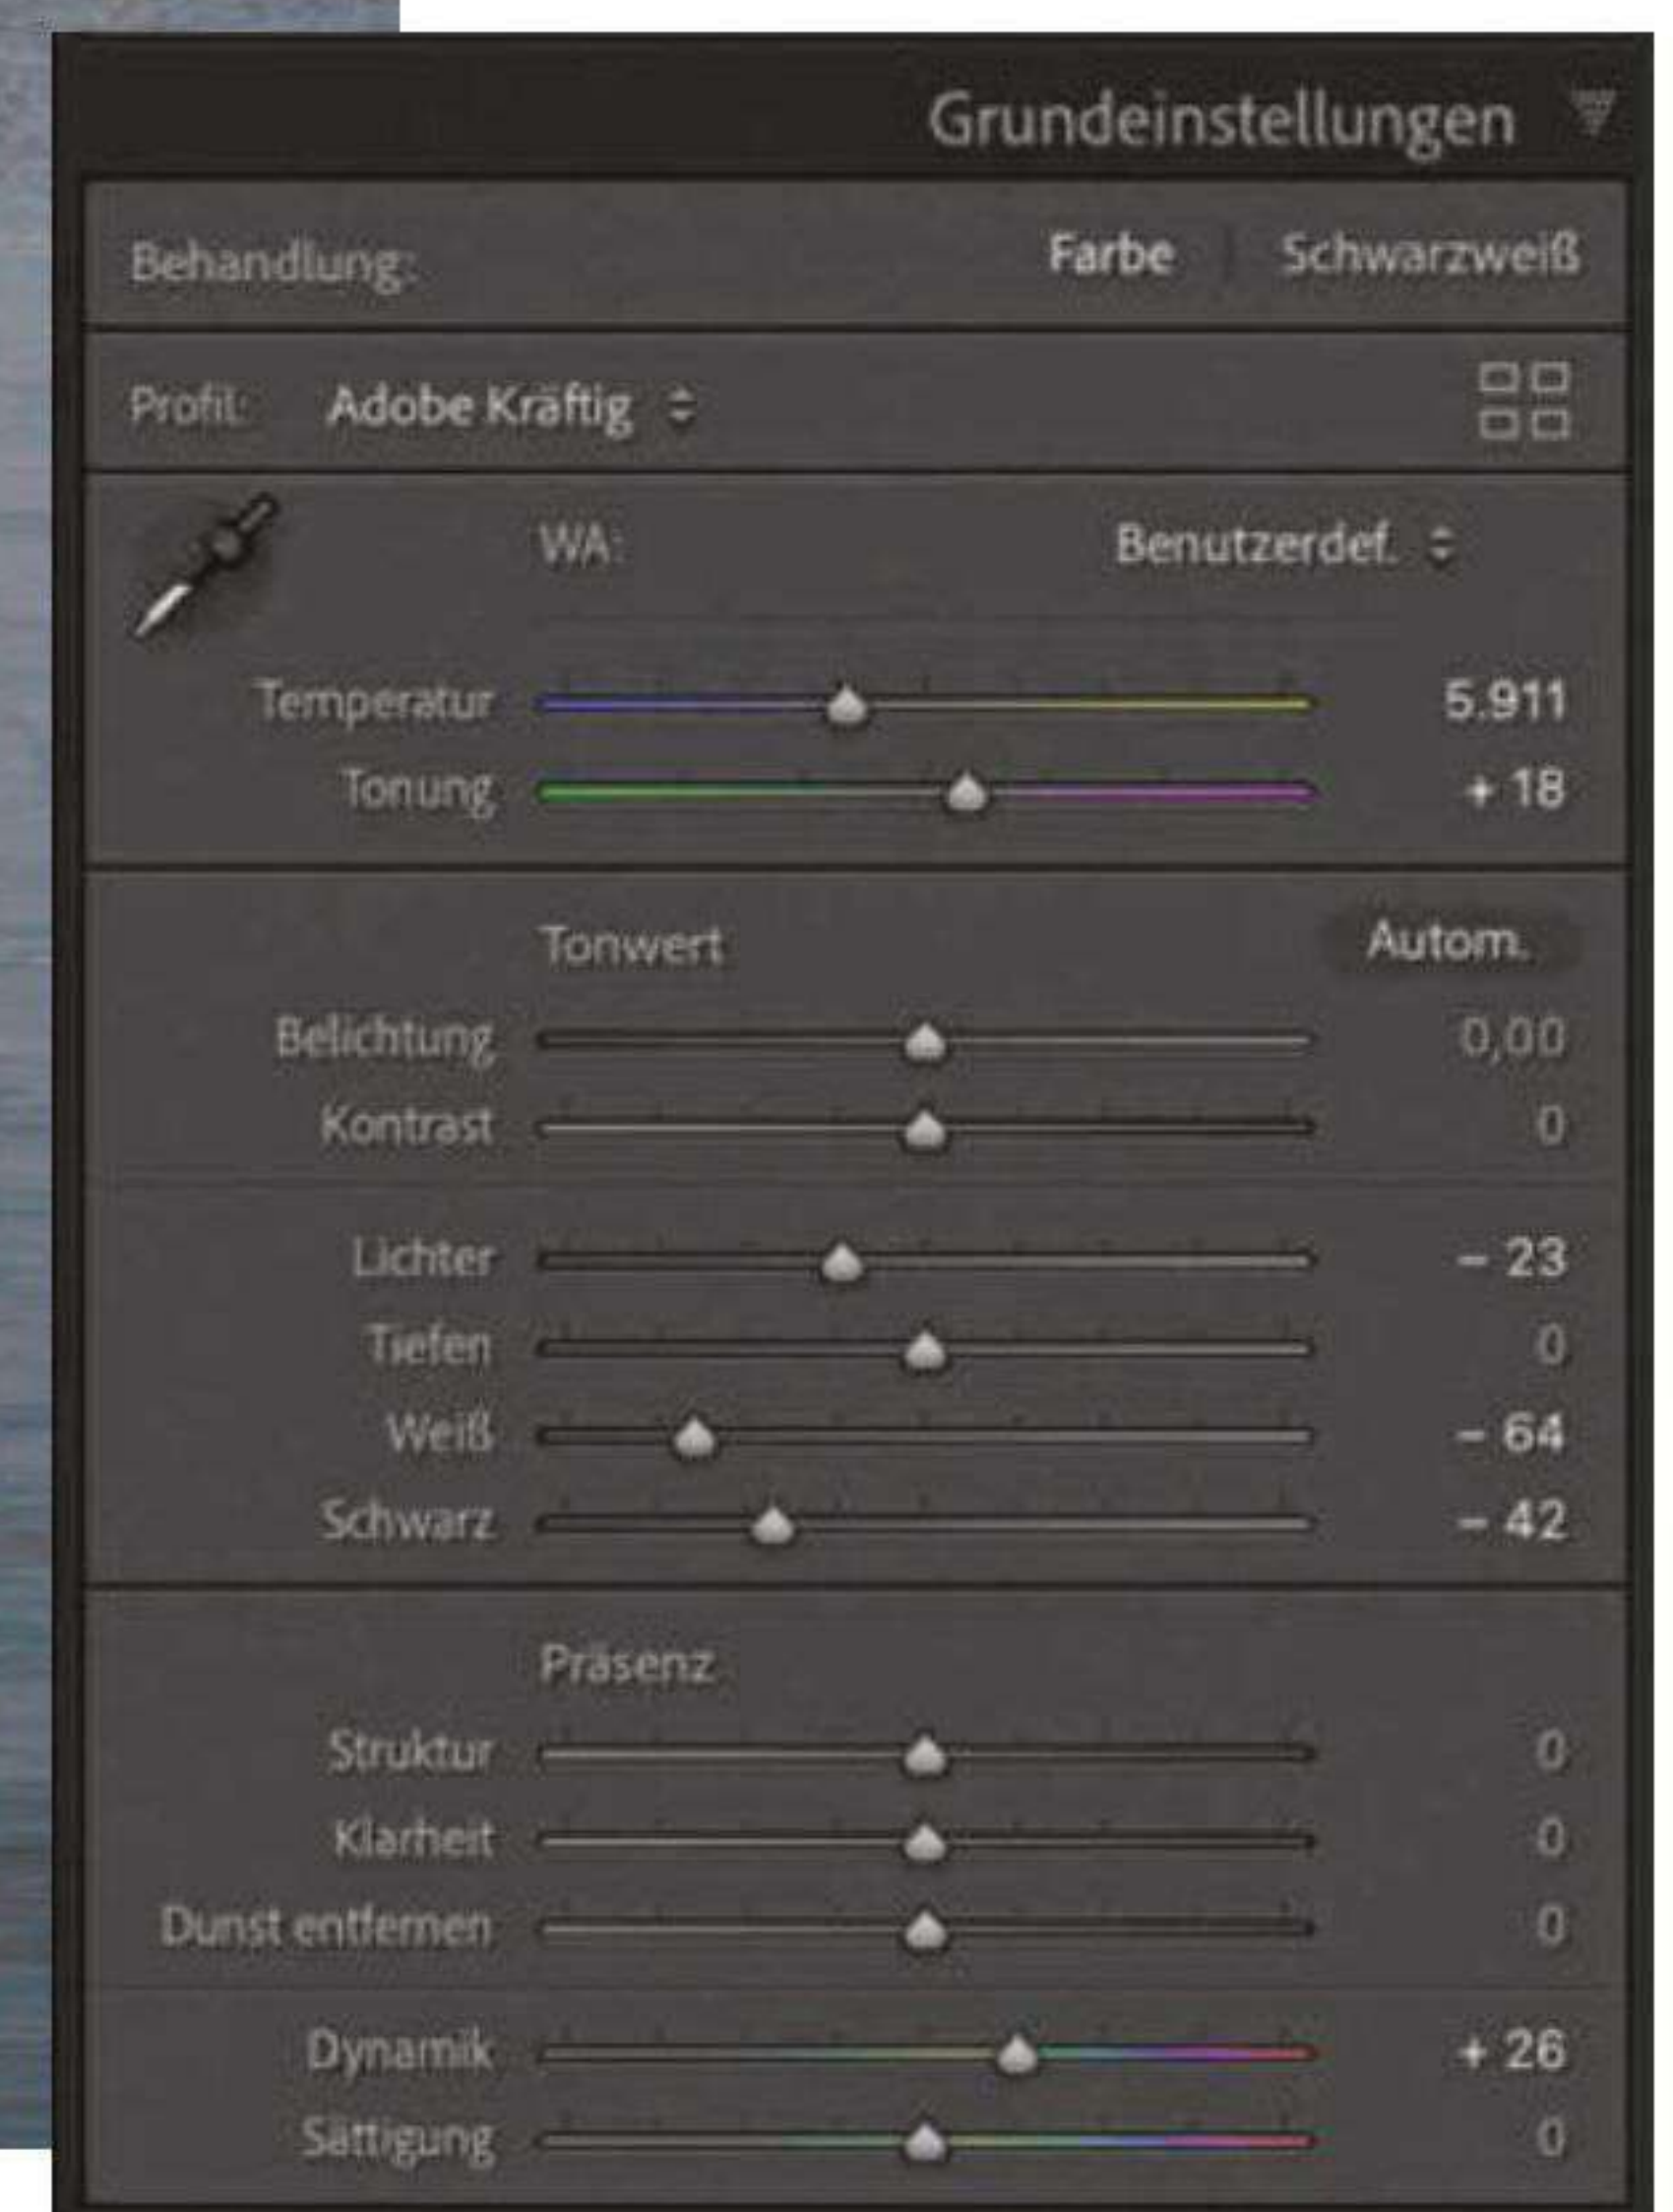 Grundeinstellungen
Behandlung: Farbe | Schwarzweiß
Profil: Adobe Kräftig
WA: Benutzerdef.
Temperatur 5.911
Tonung + 18
Tonwert Autom.
Belichtung 0,00
Kontrast 0
Lichter – 23
Tiefen 0
Weiß – 64
Schwarz – 42
Präsenz
Struktur 0
Klarheit 0
Dunst entfernen 0
Dynamik + 26
Sättigung 0